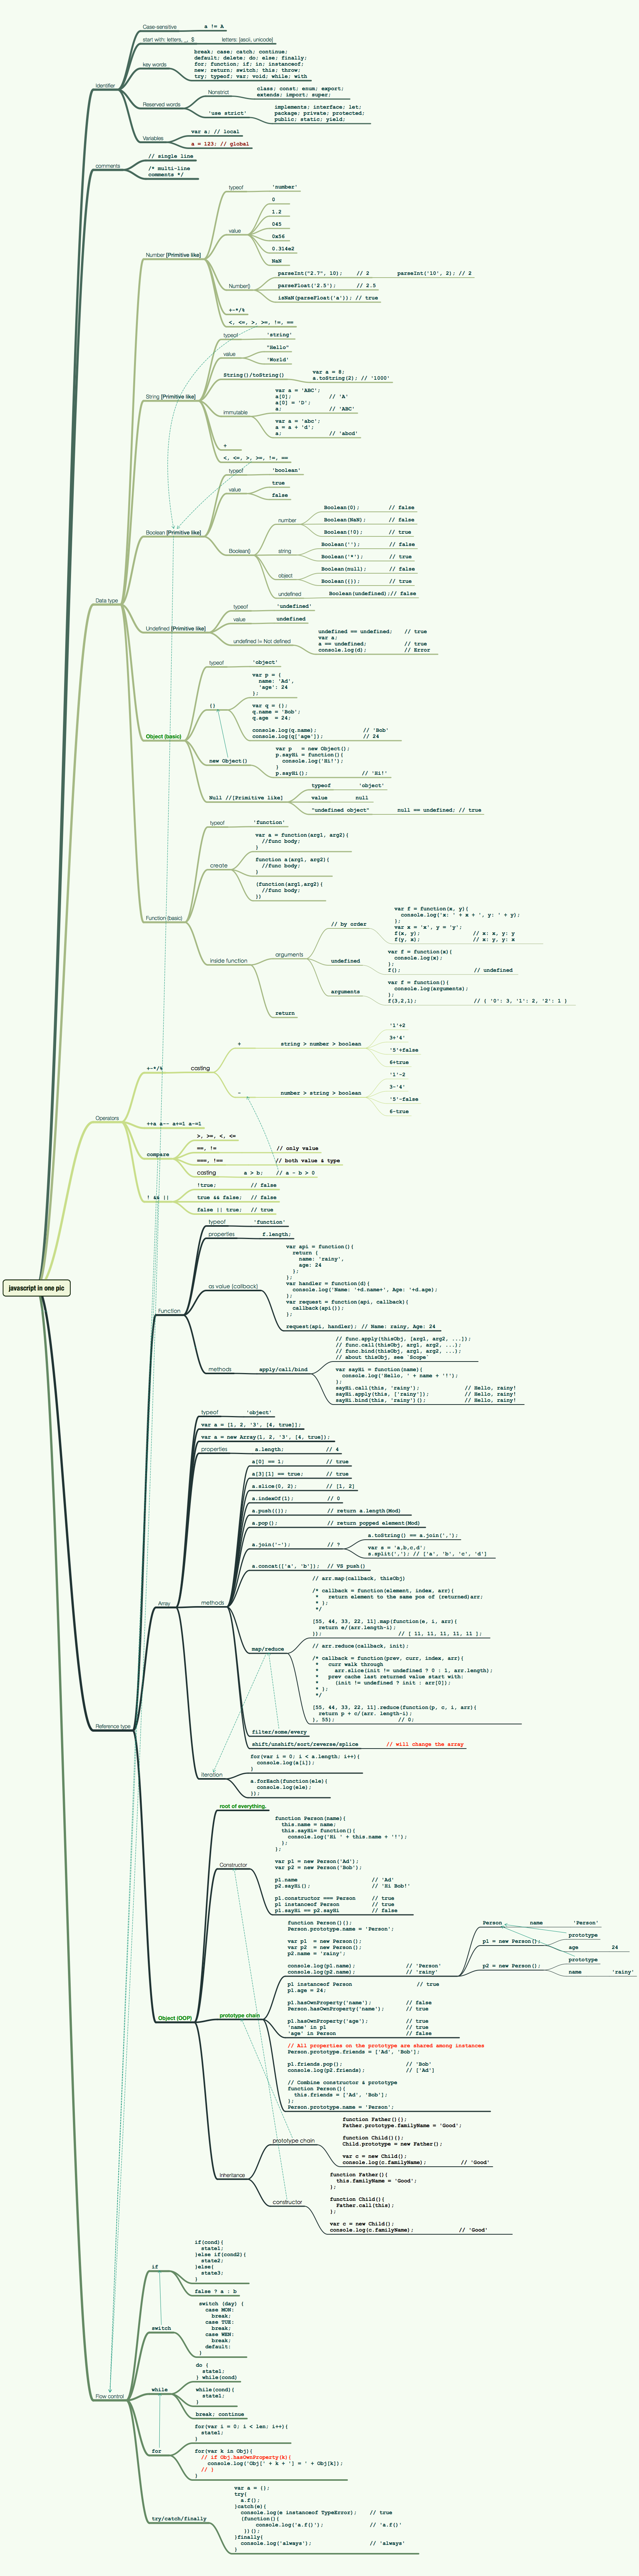 javascript in one pic
Identifier
Case-sensitive a != A
start with: letters, _, $ letters: [ascii, unicode]
key words
break; case; catch; continue;
default; delete; do; else; finally;
for; function; if; in; instanceof;
new; return; switch; this; throw;
try; typeof; var; void; while; with
Reserved words
Nonstrict
class; const; enum; export;
extends; import; super;
'use strict'
implements; interface; let;
package; private; protected;
public; static; yield;
Variables
var a; // local
a = 123; // global
comments
// single line
/* multi-line
comments */
Data type
Number [Primitive like]
typeof 'number'
value
0
1.2
045
0x56
0.314e2
NaN
Number()
parseInt("2.7", 10); // 2 parseInt('10', 2); // 2
parseFloat('2.5'); // 2.5
isNaN(parseFloat('a')); // true
+-*/%
<, <=, >, >=, !=, ==
String [Primitive like]
typeof 'string'
value
"Hello"
'World'
String()/toString()
var a = 8;
a.toString(2); // '1000'
immutable
var a = 'ABC';
a[0]; // 'A'
a[0] = 'D';
a; // 'ABC'
var a = 'abc';
a = a + 'd';
a; // 'abcd'
+
<, <=, >, >=, !=, ==
Boolean [Primitive like]
typeof 'boolean'
value
true
false
Boolean()
number
Boolean(0); // false
Boolean(NaN); // false
Boolean(!0); // true
string
Boolean(''); // false
Boolean('*'); // true
object
Boolean(null); // false
Boolean({}); // true
undefined Boolean(undefined);// false
Undefined [Primitive like]
typeof 'undefined'
value undefined
undefined != Not defined
undefined == undefined; // true
var a;
a == undefined; // true
console.log(d); // Error
Object (basic)
typeof 'object'
{}
var p = {
name: 'Ad',
'age': 24
};
var q = {};
q.name = 'Bob';
q.age = 24;
console.log(q.name); // 'Bob'
console.log(q['age']); // 24
new Object()
var p = new Object();
p.sayHi = function(){
console.log('Hi!');
}
p.sayHi(); // 'Hi!'
Null //[Primitive like]
typeof 'object'
value null
"undefined object" null == undefined; // true
Function (basic)
typeof 'function'
create
var a = function(arg1, arg2){
//func body;
}
function a(arg1, arg2){
//func body;
}
(function(arg1,arg2){
//func body;
})
Inside function
arguments
// by order
var f = function(x, y){
console.log('x: ' + x + ', y: ' + y);
};
var x = 'x', y = 'y';
f(x, y); // x: x, y: y
f(y, x); // x: y, y: x
undefined
var f = function(x){
console.log(x);
};
f(); // undefined
arguments
var f = function(){
console.log(arguments);
};
f(3,2,1); // { '0': 3, '1': 2, '2': 1 }
return
Operators
+-*/% casting
+ string > number > boolean
'1'+2
3+'4'
'5'+false
6+true
- number > string > boolean
'1'-2
3-'4'
'5'-false
6-true
++a a-- a+=1 a-=1
compare
>, >=, <, <=
==, != // only value
===, !== // both value & type
casting a > b; // a - b > 0
! && ||
!true; // false
true && false; // false
false || true; // true
Reference type
Function
typeof 'function'
properties f.length;
as value (callback)
var api = function(){
return {
name: 'rainy',
age: 24
};
};
var handler = function(d){
console.log('Name: '+d.name+', Age: '+d.age);
};
var request = function(api, callback){
callback(api());
};
request(api, handler); // Name: rainy, Age: 24
methods apply/call/bind
// func.apply(thisObj, [arg1, arg2, ...]);
// func.call(thisObj, arg1, arg2, ...);
// func.bind(thisObj, arg1, arg2, ...);
// about thisObj, see `Scope`
var sayHi = function(name){
console.log('Hello, ' + name + '!');
};
sayHi.call(this, 'rainy'); // Hello, rainy!
sayHi.apply(this, ['rainy']); // Hello, rainy!
sayHi.bind(this, 'rainy')(); // Hello, rainy!
Array
typeof 'object'
var a = [1, 2, '3', [4, true]];
var a = new Array(1, 2, '3', [4, true]);
properties a.length; // 4
methods
a[0] == 1; // true
a[3][1] == true; // true
a.slice(0, 2); // [1, 2]
a.indexOf(1); // 0
a.push({}); // return a.length(Mod)
a.pop(); // return popped element(Mod)
a.join('-'); // ?
a.toString() == a.join(',');
var s = 'a,b,c,d';
s.split(','); // ['a', 'b', 'c', 'd']
a.concat(['a', 'b']); // VS push()
map/reduce
// arr.map(callback, thisObj)
/* callback = function(element, index, arr){
* return element to the same pos of (returned)arr;
* };
*/
[55, 44, 33, 22, 11].map(function(e, i, arr){
return e/(arr.length-i);
}); // [ 11, 11, 11, 11, 11 ];
// arr.reduce(callback, init);
/* callback = function(prev, curr, index, arr){
* curr walk through
* arr.slice(init != undefined ? 0 : 1, arr.length);
* prev cache last returned value start with:
* (init != undefined ? init : arr[0]);
* };
*/
[55, 44, 33, 22, 11].reduce(function(p, c, i, arr){
return p + c/(arr. length-i);
}, 55); // 0;
filter/some/every
shift/unshift/sort/reverse/splice // will change the array
Iteration
for(var i = 0; i < a.length; i++){
console.log(a[i]);
}
a.forEach(function(ele){
console.log(ele);
});
Object (OOP)
root of everything.
Constructor
function Person(name){
this.name = name;
this.sayHi= function(){
console.log('Hi ' + this.name + '!');
};
};
var p1 = new Person('Ad');
var p2 = new Person('Bob');
p1.name // 'Ad'
p2.sayHi(); // 'Hi Bob!'
p1.constructor === Person // true
p1 instanceof Person // true
p1.sayHi == p2.sayHi // false
prototype chain
function Person(){};
Person.prototype.name = 'Person';
var p1 = new Person();
var p2 = new Person();
p2.name = 'rainy';
console.log(p1.name); // 'Person'
console.log(p2.name); // 'rainy'
Person name 'Person'
p1 = new Person();
prototype
age 24
p2 = new Person();
prototype
name 'rainy'
p1 instanceof Person // true
p1.age = 24;
p1.hasOwnProperty('name'); // false
Person.hasOwnProperty('name'); // true
p1.hasOwnProperty('age'); // true
'name' in p1 // true
'age' in Person // false
// All properties on the prototype are shared among instances
Person.prototype.friends = ['Ad', 'Bob'];
p1.friends.pop(); // 'Bob'
console.log(p2.friends); // ['Ad']
// Combine constructor & prototype
function Person(){
this.friends = ['Ad', 'Bob'];
};
Person.prototype.name = 'Person';
Inheritance
prototype chain
function Father(){};
Father.prototype.familyName = 'Good';
function Child(){};
Child.prototype = new Father();
var c = new Child();
console.log(c.familyName); // 'Good'
constructor
function Father(){
this.familyName = 'Good';
};
function Child(){
Father.call(this);
};
var c = new Child();
console.log(c.familyName); // 'Good'
Flow control
if
if(cond){
state1;
}else if(cond2){
state2;
}else{
state3;
}
false ? a : b
switch
switch (day) {
case MON:
break;
case TUE:
break;
case WEN:
break;
default:
}
while
do {
state1;
} while(cond)
while(cond){
state1;
}
break; continue
for
for(var i = 0; i < len; i++){
state1;
}
for(var k in Obj){
// if Obj.hasOwnProperty(k){
console.log('Obj[' + k + '] = ' + Obj[k]);
// }
}
try/catch/finally
var a = {};
try{
a.f();
}catch(e){
console.log(e instanceof TypeError); // true
(function(){
console.log('a.f()'); // 'a.f()'
})();
}finally{
console.log('always'); // 'always'
}